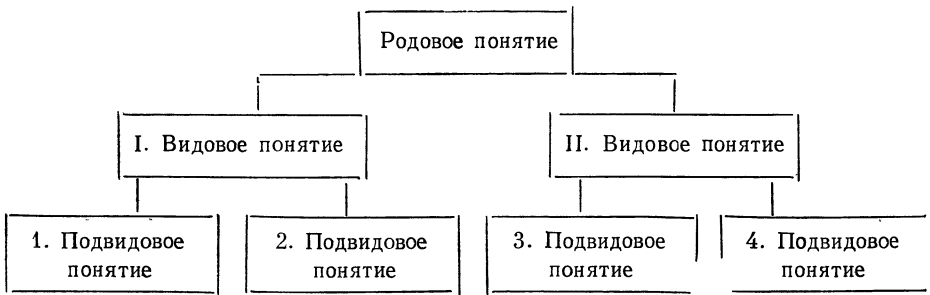 Родовое понятие
I. Видовое понятие
II. Видовое понятие
1. Подвидовое
понятие
2. Подвидовое
понятие
3. Подвидовое
понятие
4. Подвидовое
понятие